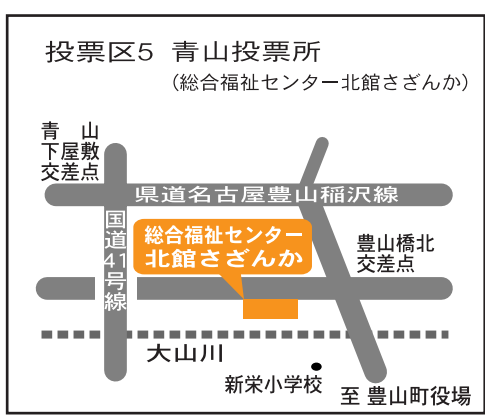 投票区5 青山投票所
(総合福祉センター北館さざんか)
青 山
下屋敷
交差点
県道名古屋豊山稲沢線
国道41号線
総合福祉センター
北館さざんか
豊山橋北
交差点
大山川
新栄小学校
至 豊山町役場